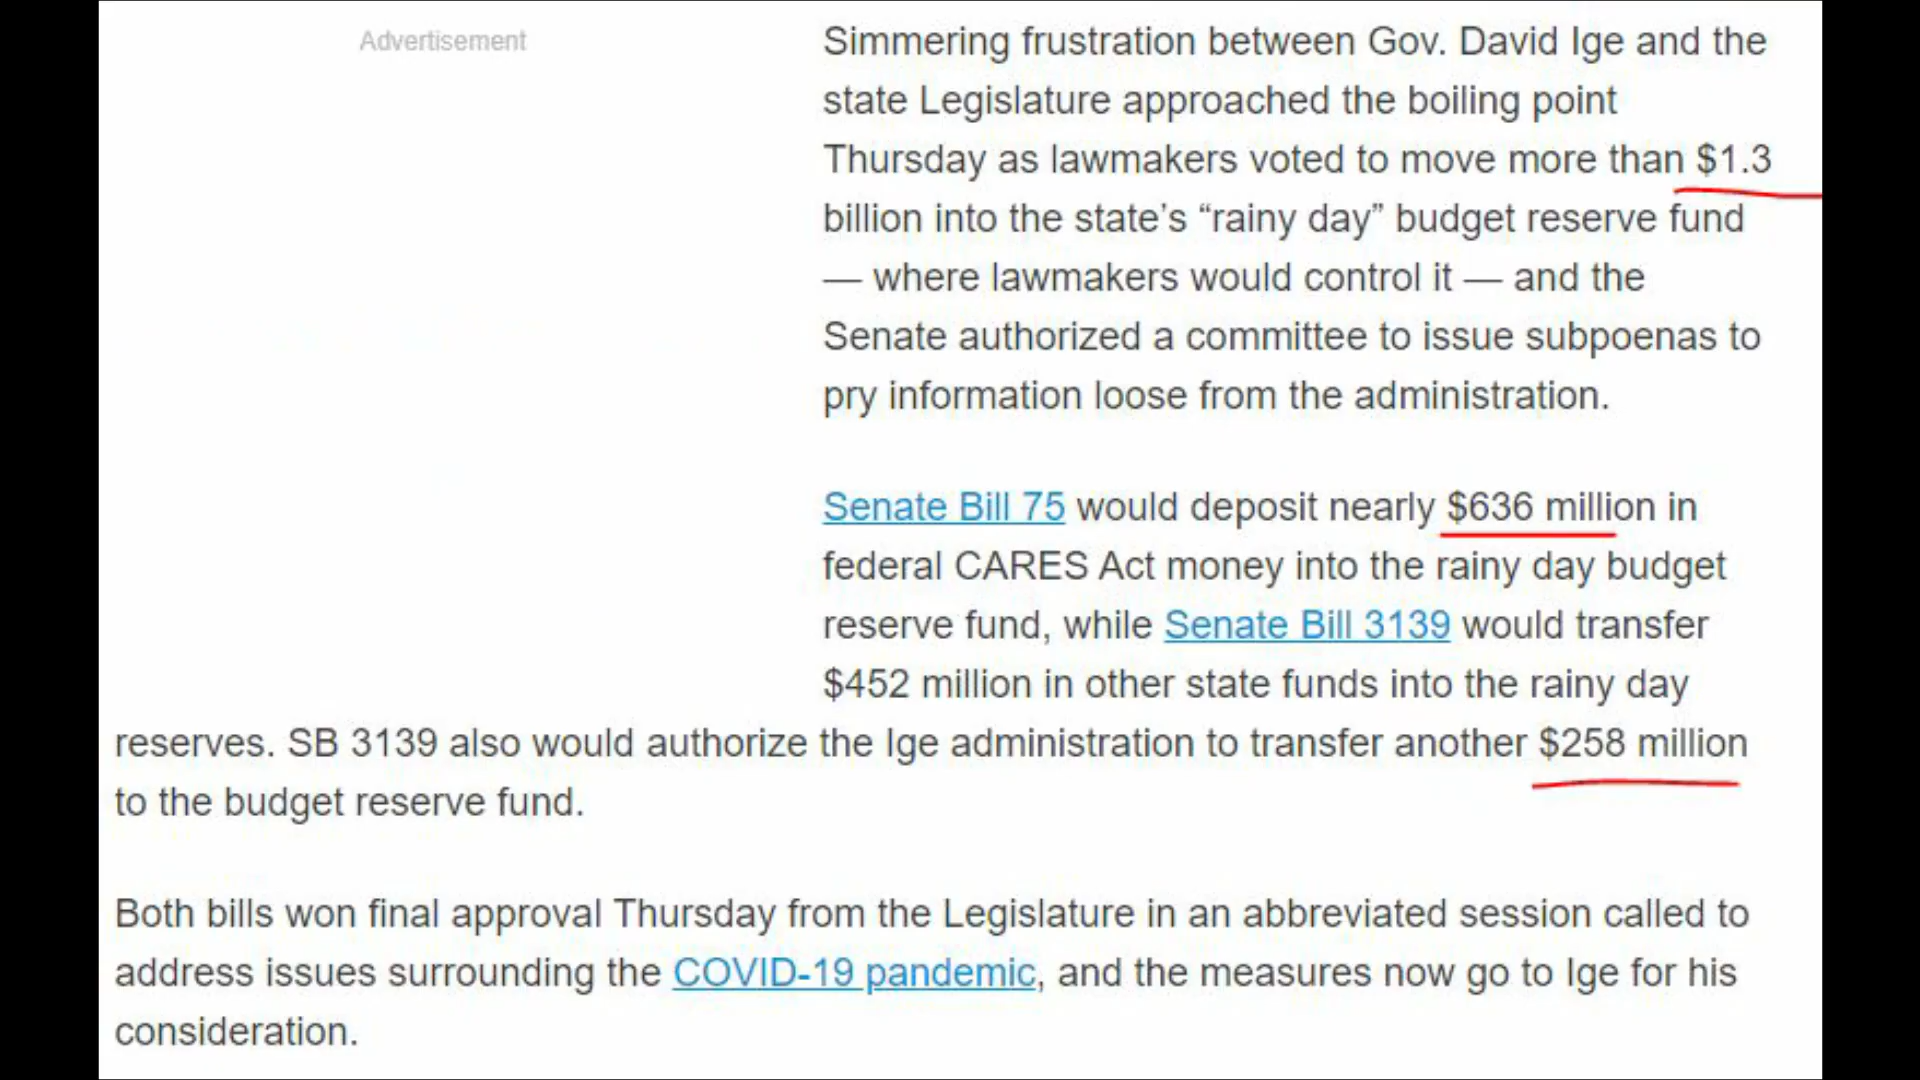 Advertisement
Simmering frustration between Gov. David Ige and the
state Legislature approached the boiling point
Thursday as lawmakers voted to move more than $1.3
billion into the state’s “rainy day” budget reserve fund
— where lawmakers would control it — and the
Senate authorized a committee to issue subpoenas to
pry information loose from the administration.
Senate Bill 75 would deposit nearly $636 million in
federal CARES Act money into the rainy day budget
reserve fund, while Senate Bill 3139 would transfer
$452 million in other state funds into the rainy day
reserves. SB 3139 also would authorize the Ige administration to transfer another $258 million
to the budget reserve fund.
Both bills won final approval Thursday from the Legislature in an abbreviated session called to
address issues surrounding the COVID-19 pandemic, and the measures now go to Ige for his
consideration.